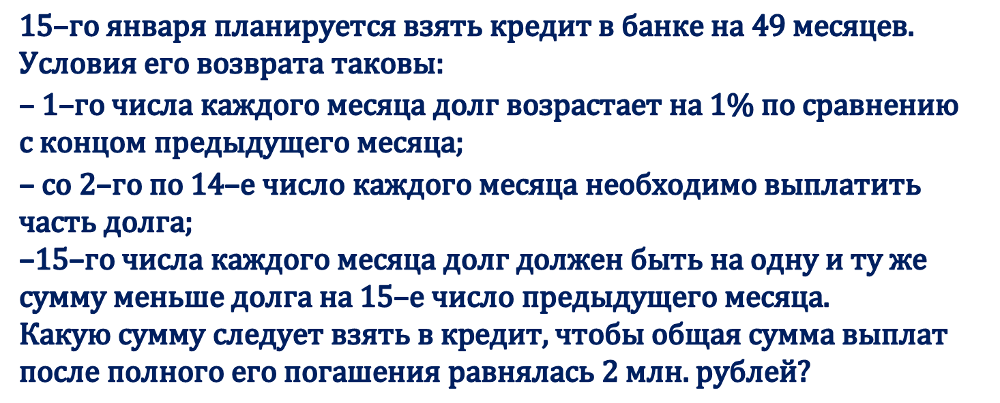 15–го января планируется взять кредит в банке на 49 месяцев.
Условия его возврата таковы:
– 1–го числа каждого месяца долг возрастает на 1% по сравнению
с концом предыдущего месяца;
– со 2–го по 14–е число каждого месяца необходимо выплатить
часть долга;
–15–го числа каждого месяца долг должен быть на одну и ту же
сумму меньше долга на 15–е число предыдущего месяца.
Какую сумму следует взять в кредит, чтобы общая сумма выплат
после полного его погашения равнялась 2 млн. рублей?